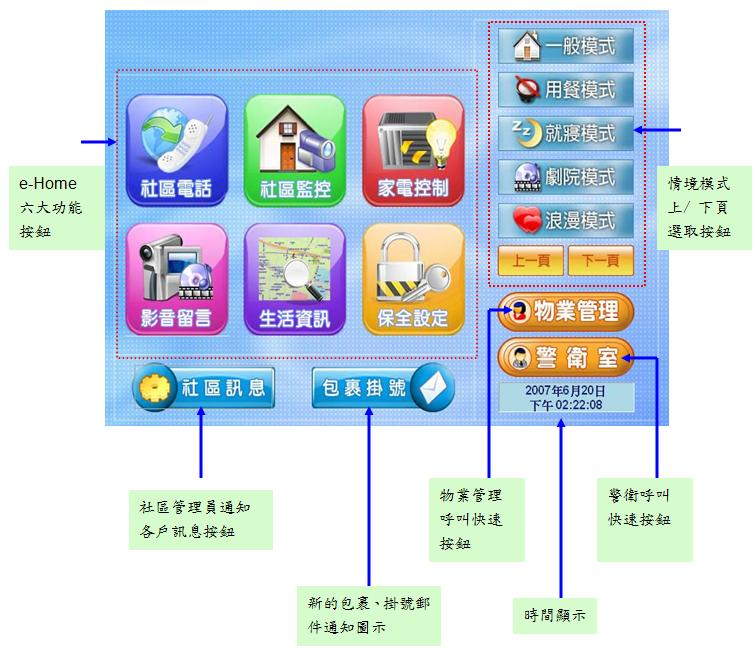 一般模式
用餐模式
就寢模式
劇院模式
浪漫模式
上一頁
下一頁
社區電話
社區監控
家電控制
影音留言
生活資訊
保全設定
物業管理
警衛室
社區訊息
包裹掛號
2007年6月20日
下午 02:22:08
e-Home
六大功能
按鈕
情境模式
上/ 下頁
選取按鈕
社區管理員通知
各戶訊息按鈕
物業管理
呼叫快速
按鈕
警衛呼叫
快速按鈕
新的包裹、掛號郵
件通知圖示
時間顯示